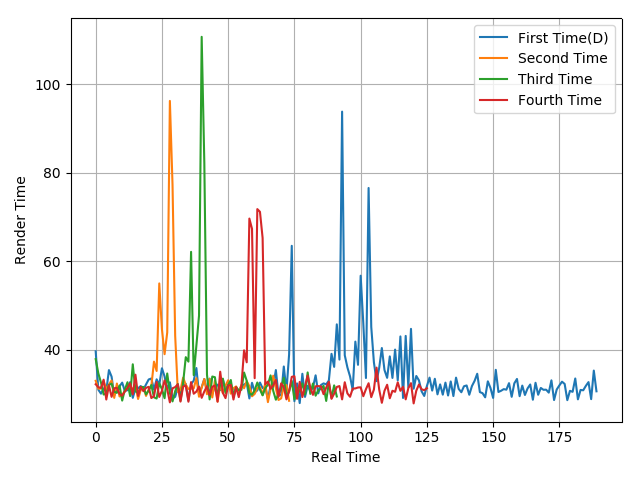 First Time(D)
Second Time
Third Time
Fourth Time
100
80
60
40
Render Time
0
25
50
75
100
125
150
175
Real Time